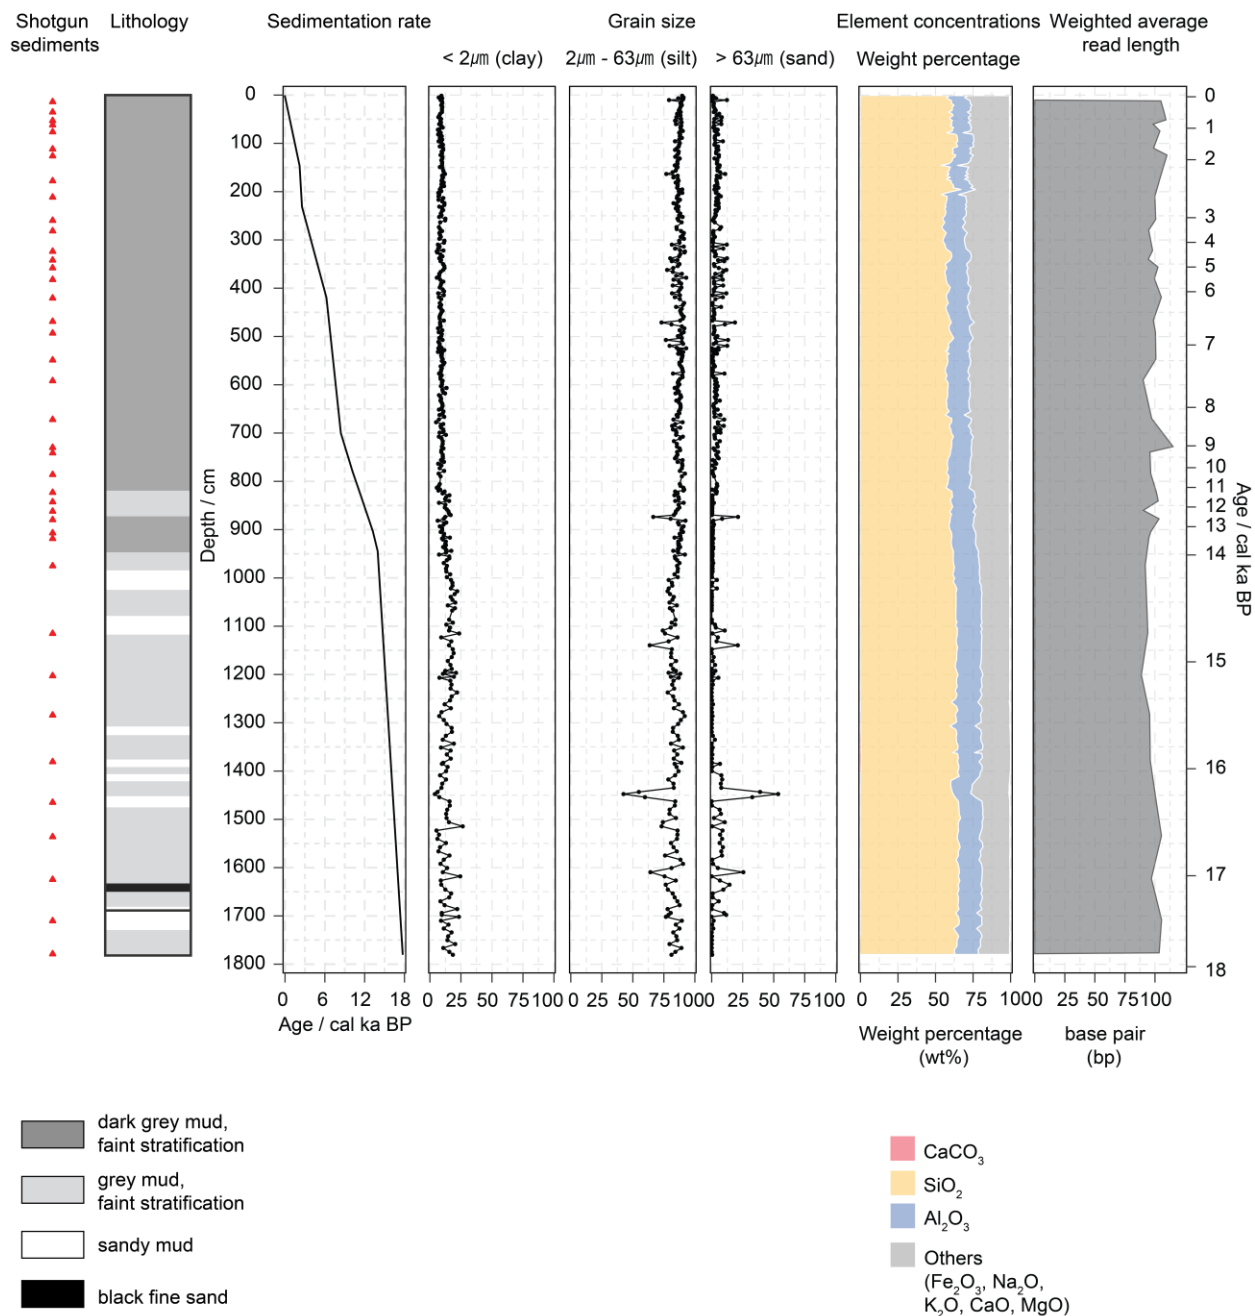 Shotgun sediments
Lithology
Sedimentation rate
Grain size
Element concentrations
Weighted average read length
< 2μm (clay)
2μm - 63μm (silt)
> 63μm (sand)
Weight percentage
Depth / cm
0
100
200
300
400
500
600
700
800
900
1000
1100
1200
1300
1400
1500
1600
1700
1800
0
1
2
3
4
5
6
7
8
9
10
11
12
13
14
15
16
17
18
Age / cal ka BP
0 6 12 18
Age / cal ka BP
0 25 50 75 100
0 25 50 75 100
0 25 50 75 100
0 25 50 75 100
0 50 75 100
Weight percentage
(wt%)
base pair
(bp)
dark grey mud,
faint stratification
grey mud,
faint stratification
sandy mud
black fine sand
CaCO₃
SiO₂
Al₂O₃
Others
(Fe₂O₃, Na₂O,
K₂O, CaO, MgO)